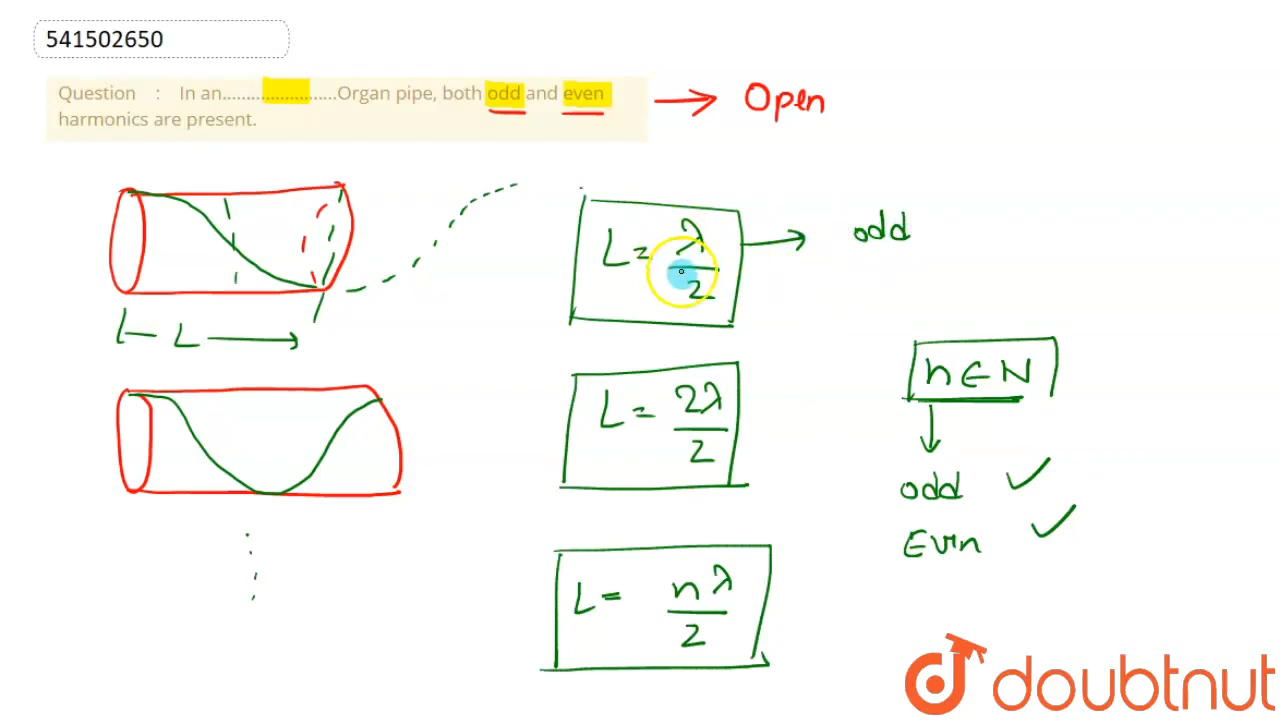 541502650
Question : In an.......................Organ pipe, both odd and even
harmonics are present.
Open
L
L = λ/2
odd
L = 2λ/2
n ∈ N
odd
Even
L = nλ/2
doubtnut